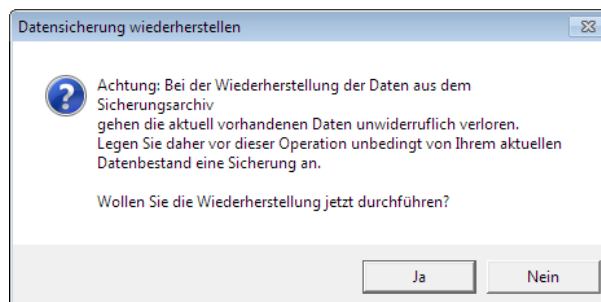 Datensicherung wiederherstellen
Achtung: Bei der Wiederherstellung der Daten aus dem
Sicherungsarchiv
gehen die aktuell vorhandenen Daten unwiderruflich verloren.
Legen Sie daher vor dieser Operation unbedingt von Ihrem aktuellen
Datenbestand eine Sicherung an.
Wollen Sie die Wiederherstellung jetzt durchführen?
Ja
Nein